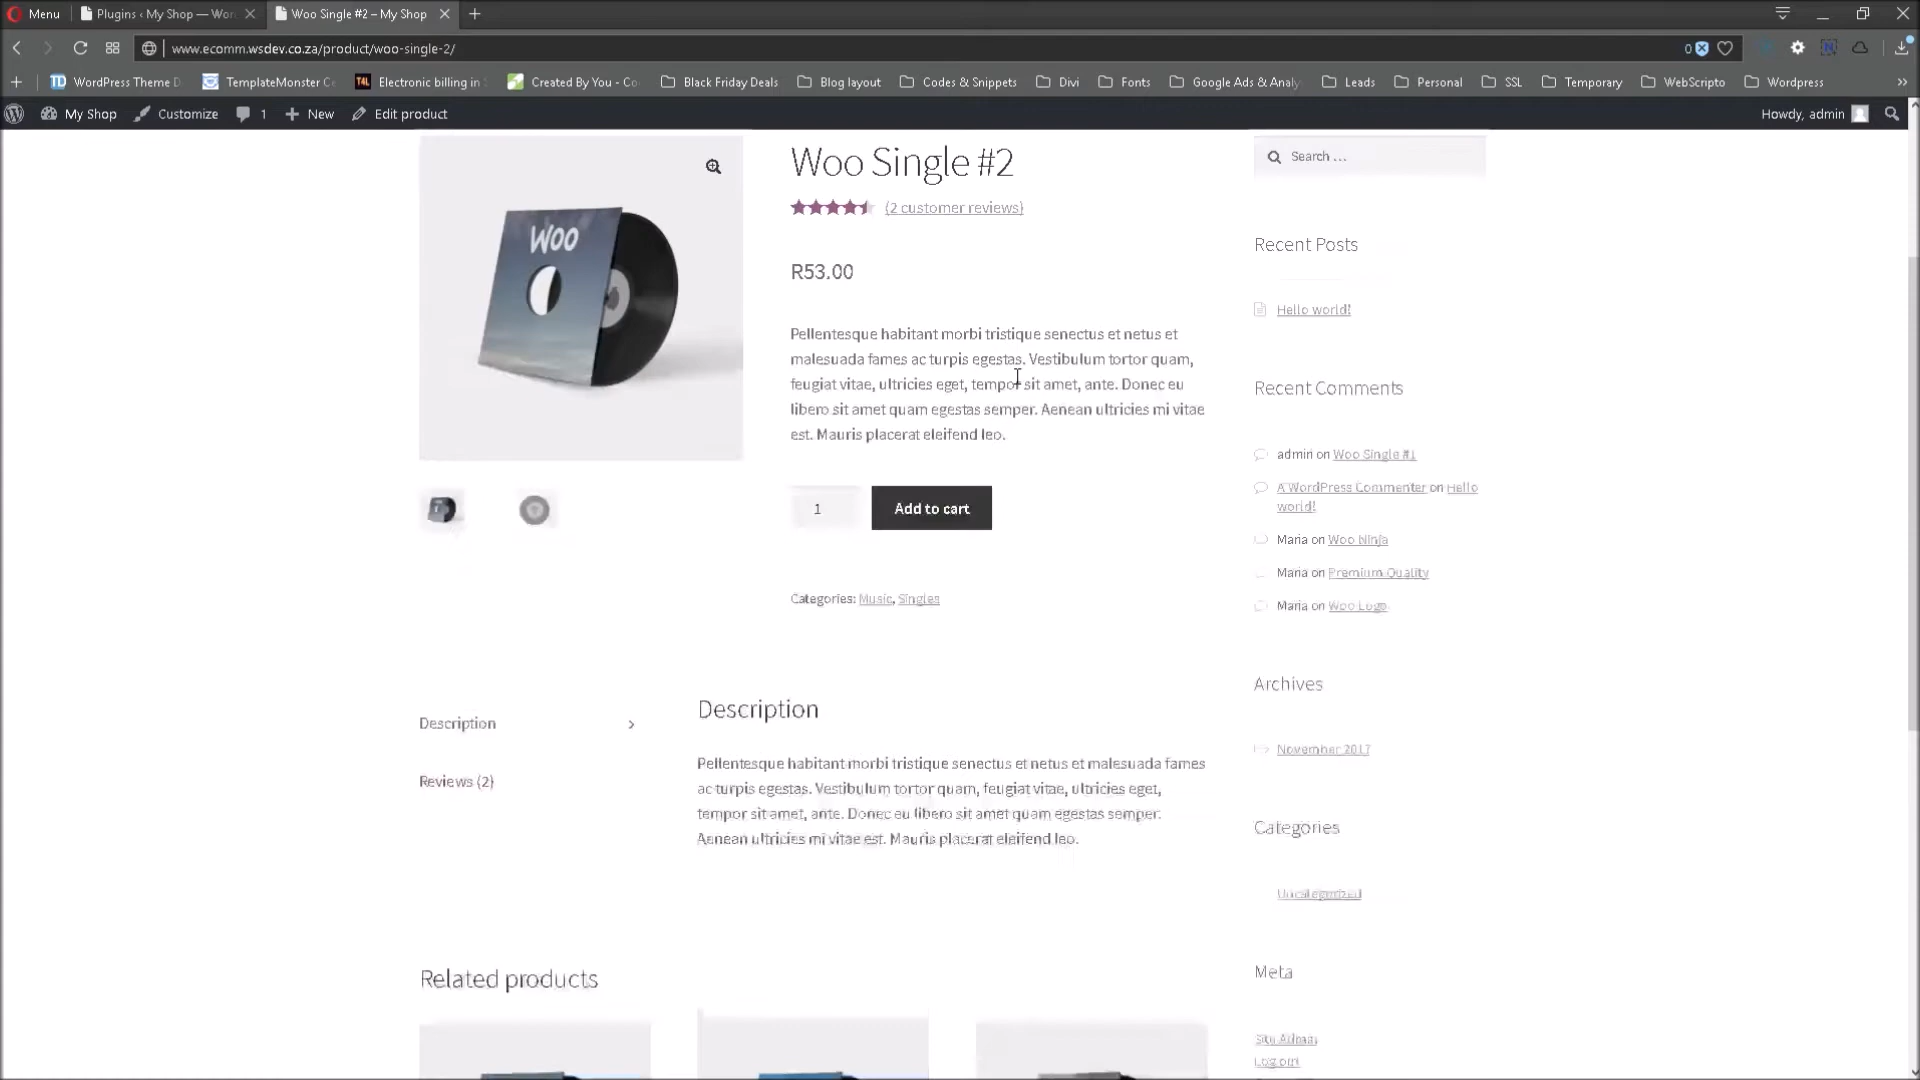 Menu
Plugins ‹ My Shop — Wor
Woo Single #2 – My Shop
www.ecomm.wsdev.co.za/product/woo-single-2/
0
WordPress Theme D
TemplateMonster Ce
Electronic billing in
Created By You - Co
Black Friday Deals
Blog layout
Codes & Snippets
Divi
Fonts
Google Ads & Analy
Leads
Personal
SSL
Temporary
WebScripto
Wordpress
My Shop
Customize
1
New
Edit product
Howdy, admin
WOO
Woo Single #2
(2 customer reviews)
R53.00
Pellentesque habitant morbi tristique senectus et netus et
malesuada fames ac turpis egestas. Vestibulum tortor quam,
feugiat vitae, ultricies eget, tempor sit amet, ante. Donec eu
libero sit amet quam egestas semper. Aenean ultricies mi vitae
est. Mauris placerat eleifend leo.
1
Add to cart
Categories: Music, Singles
Description
Reviews (2)
Description
Pellentesque habitant morbi tristique senectus et netus et malesuada fames
ac turpis egestas. Vestibulum tortor quam, feugiat vitae, ultricies eget,
tempor sit amet, ante. Donec eu libero sit amet quam egestas semper.
Aenean ultricies mi vitae est. Mauris placerat eleifend leo.
Related products
Search …
Recent Posts
Hello world!
Recent Comments
admin on Woo Single #1
A WordPress Commenter on Hello
world!
Maria on Woo Ninja
Maria on Premium Quality
Maria on Woo Logo
Archives
November 2017
Categories
Uncategorized
Meta
Site Admin
Log out